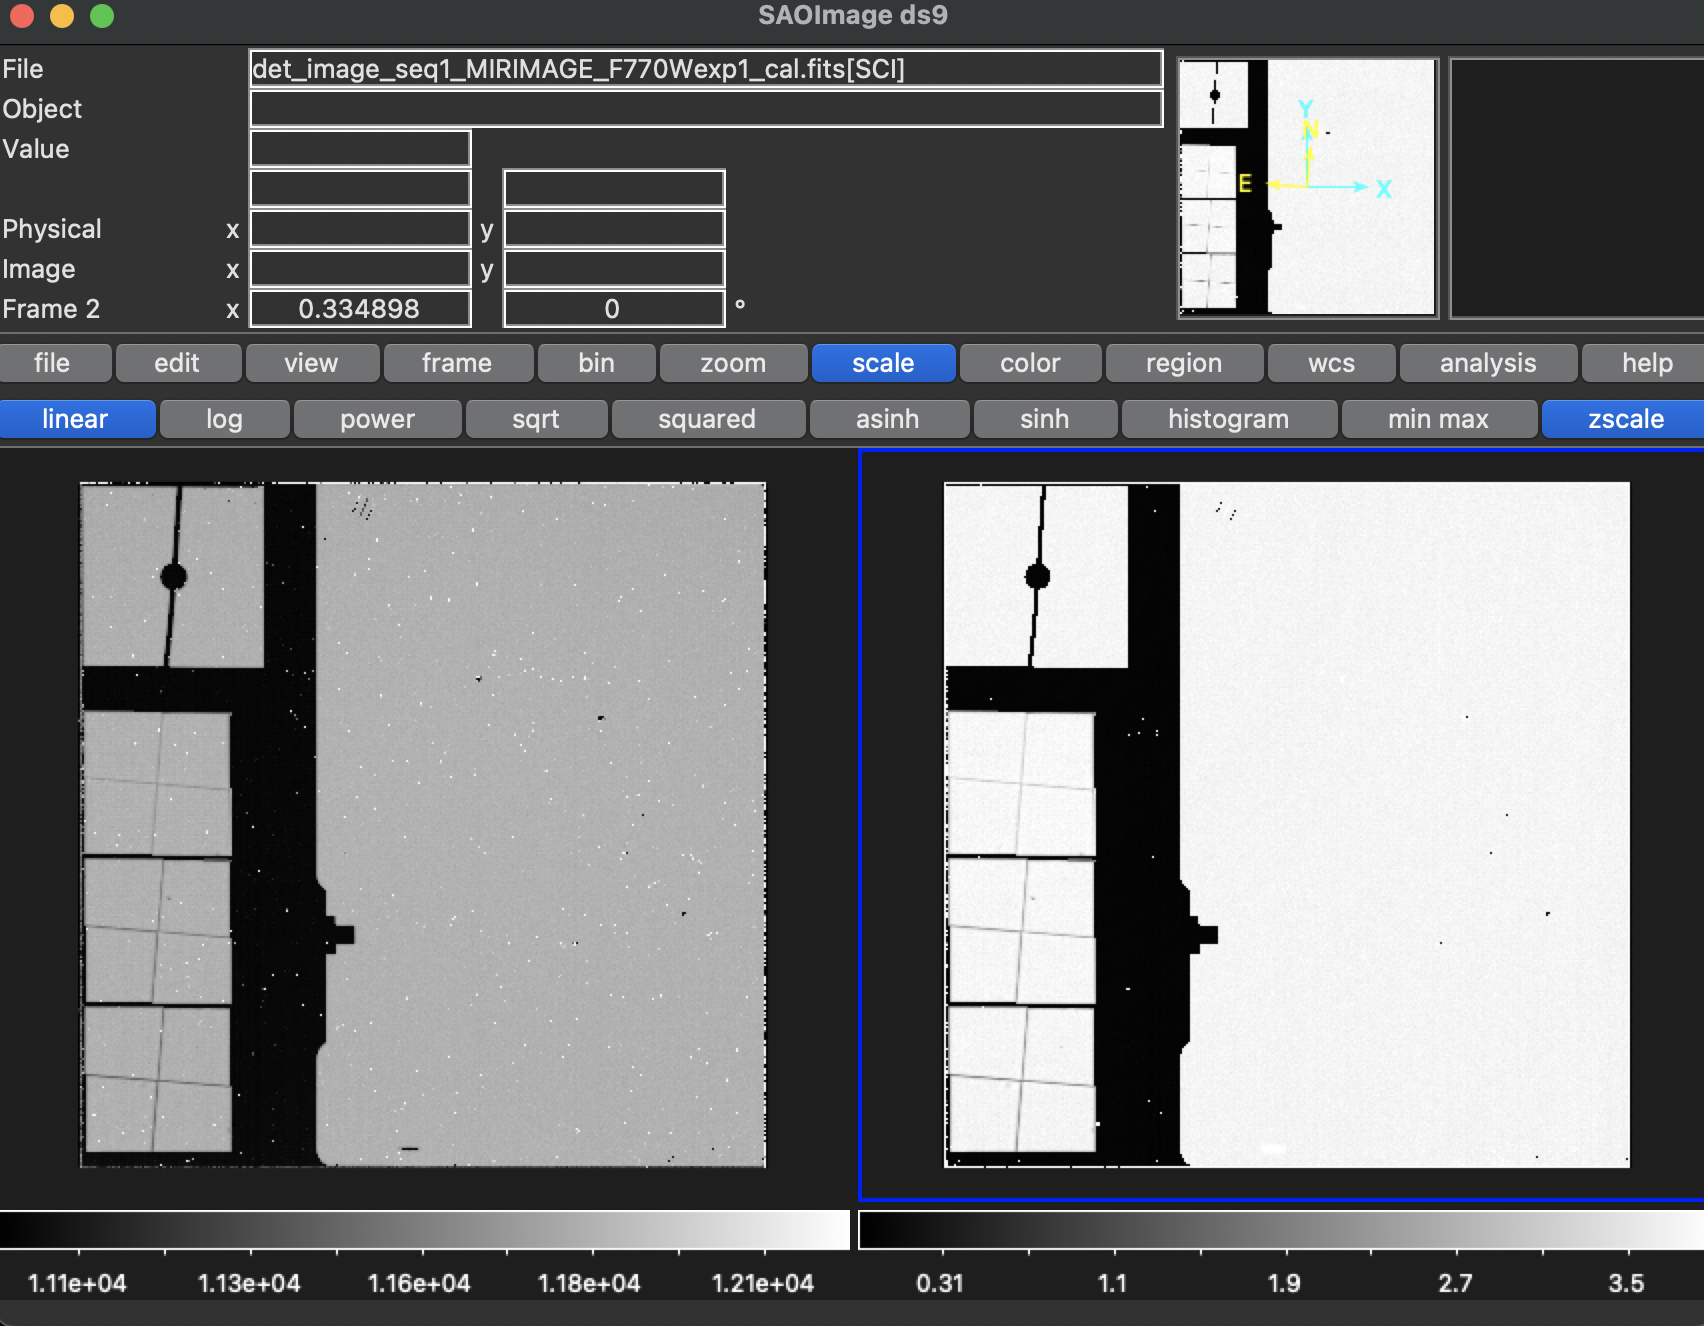 SAOImage ds9
File det_image_seq1_MIRIMAGE_F770Wexp1_cal.fits[SCI]
Object
Value
Physical x y
Image x y
Frame 2 x 0.334898 0 °
Y
N
E
X
file edit view frame bin zoom scale color region wcs analysis help
linear log power sqrt squared asinh sinh histogram min max zscale
1.11e+04 1.13e+04 1.16e+04 1.18e+04 1.21e+04
0.31 1.1 1.9 2.7 3.5